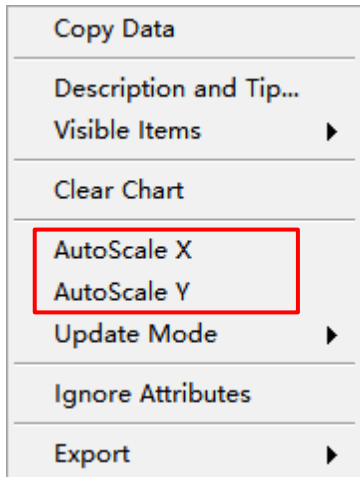 Copy Data
Description and Tip...
Visible Items
Clear Chart
AutoScale X
AutoScale Y
Update Mode
Ignore Attributes
Export